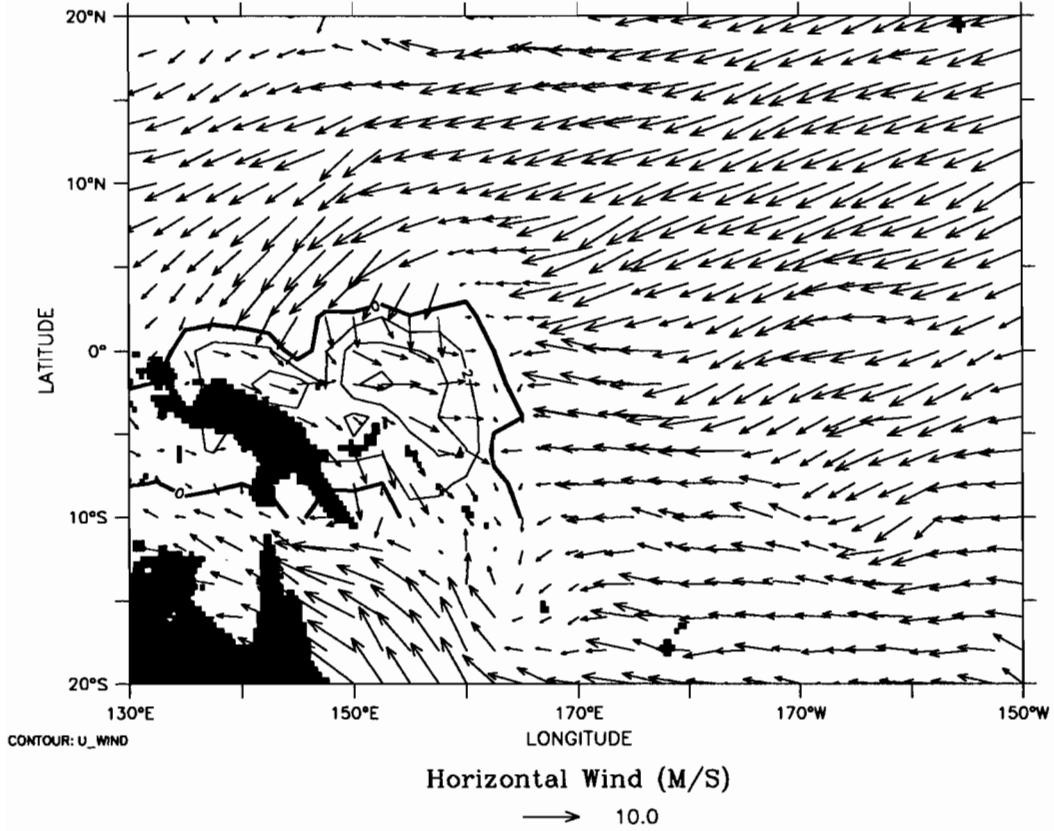 20°N
10°N
0°
10°S
20°S
LATITUDE
0
2
0
130°E 150°E 170°E 170°W 150°W
CONTOUR: U_WIND
LONGITUDE
Horizontal Wind (M/S)
10.0